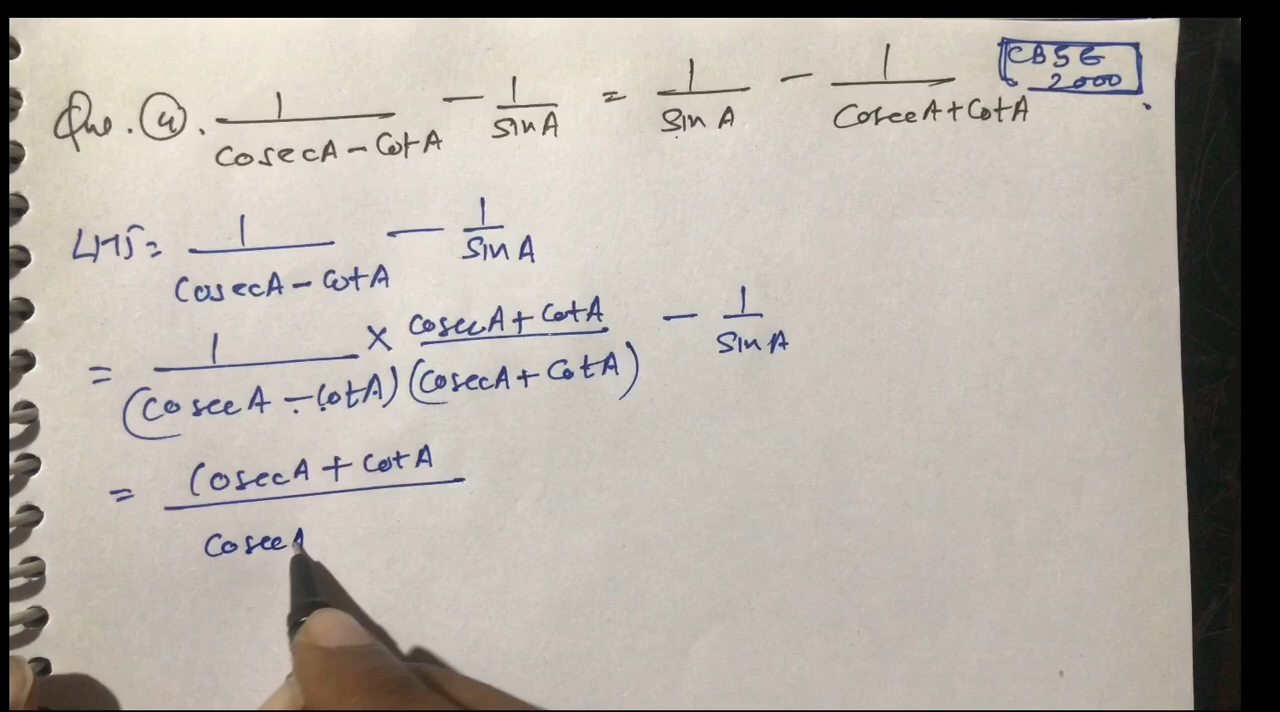 Que. (4). 1/(cosecA - cotA) - 1/sinA = 1/sinA - 1/(cosecA + cotA)
CBSE 2000
LHS = 1/(cosecA - cotA) - 1/sinA
= 1/(cosecA - cotA) × (cosecA + cotA)/(cosecA + cotA) - 1/sinA
= (cosecA + cotA)/cosecA